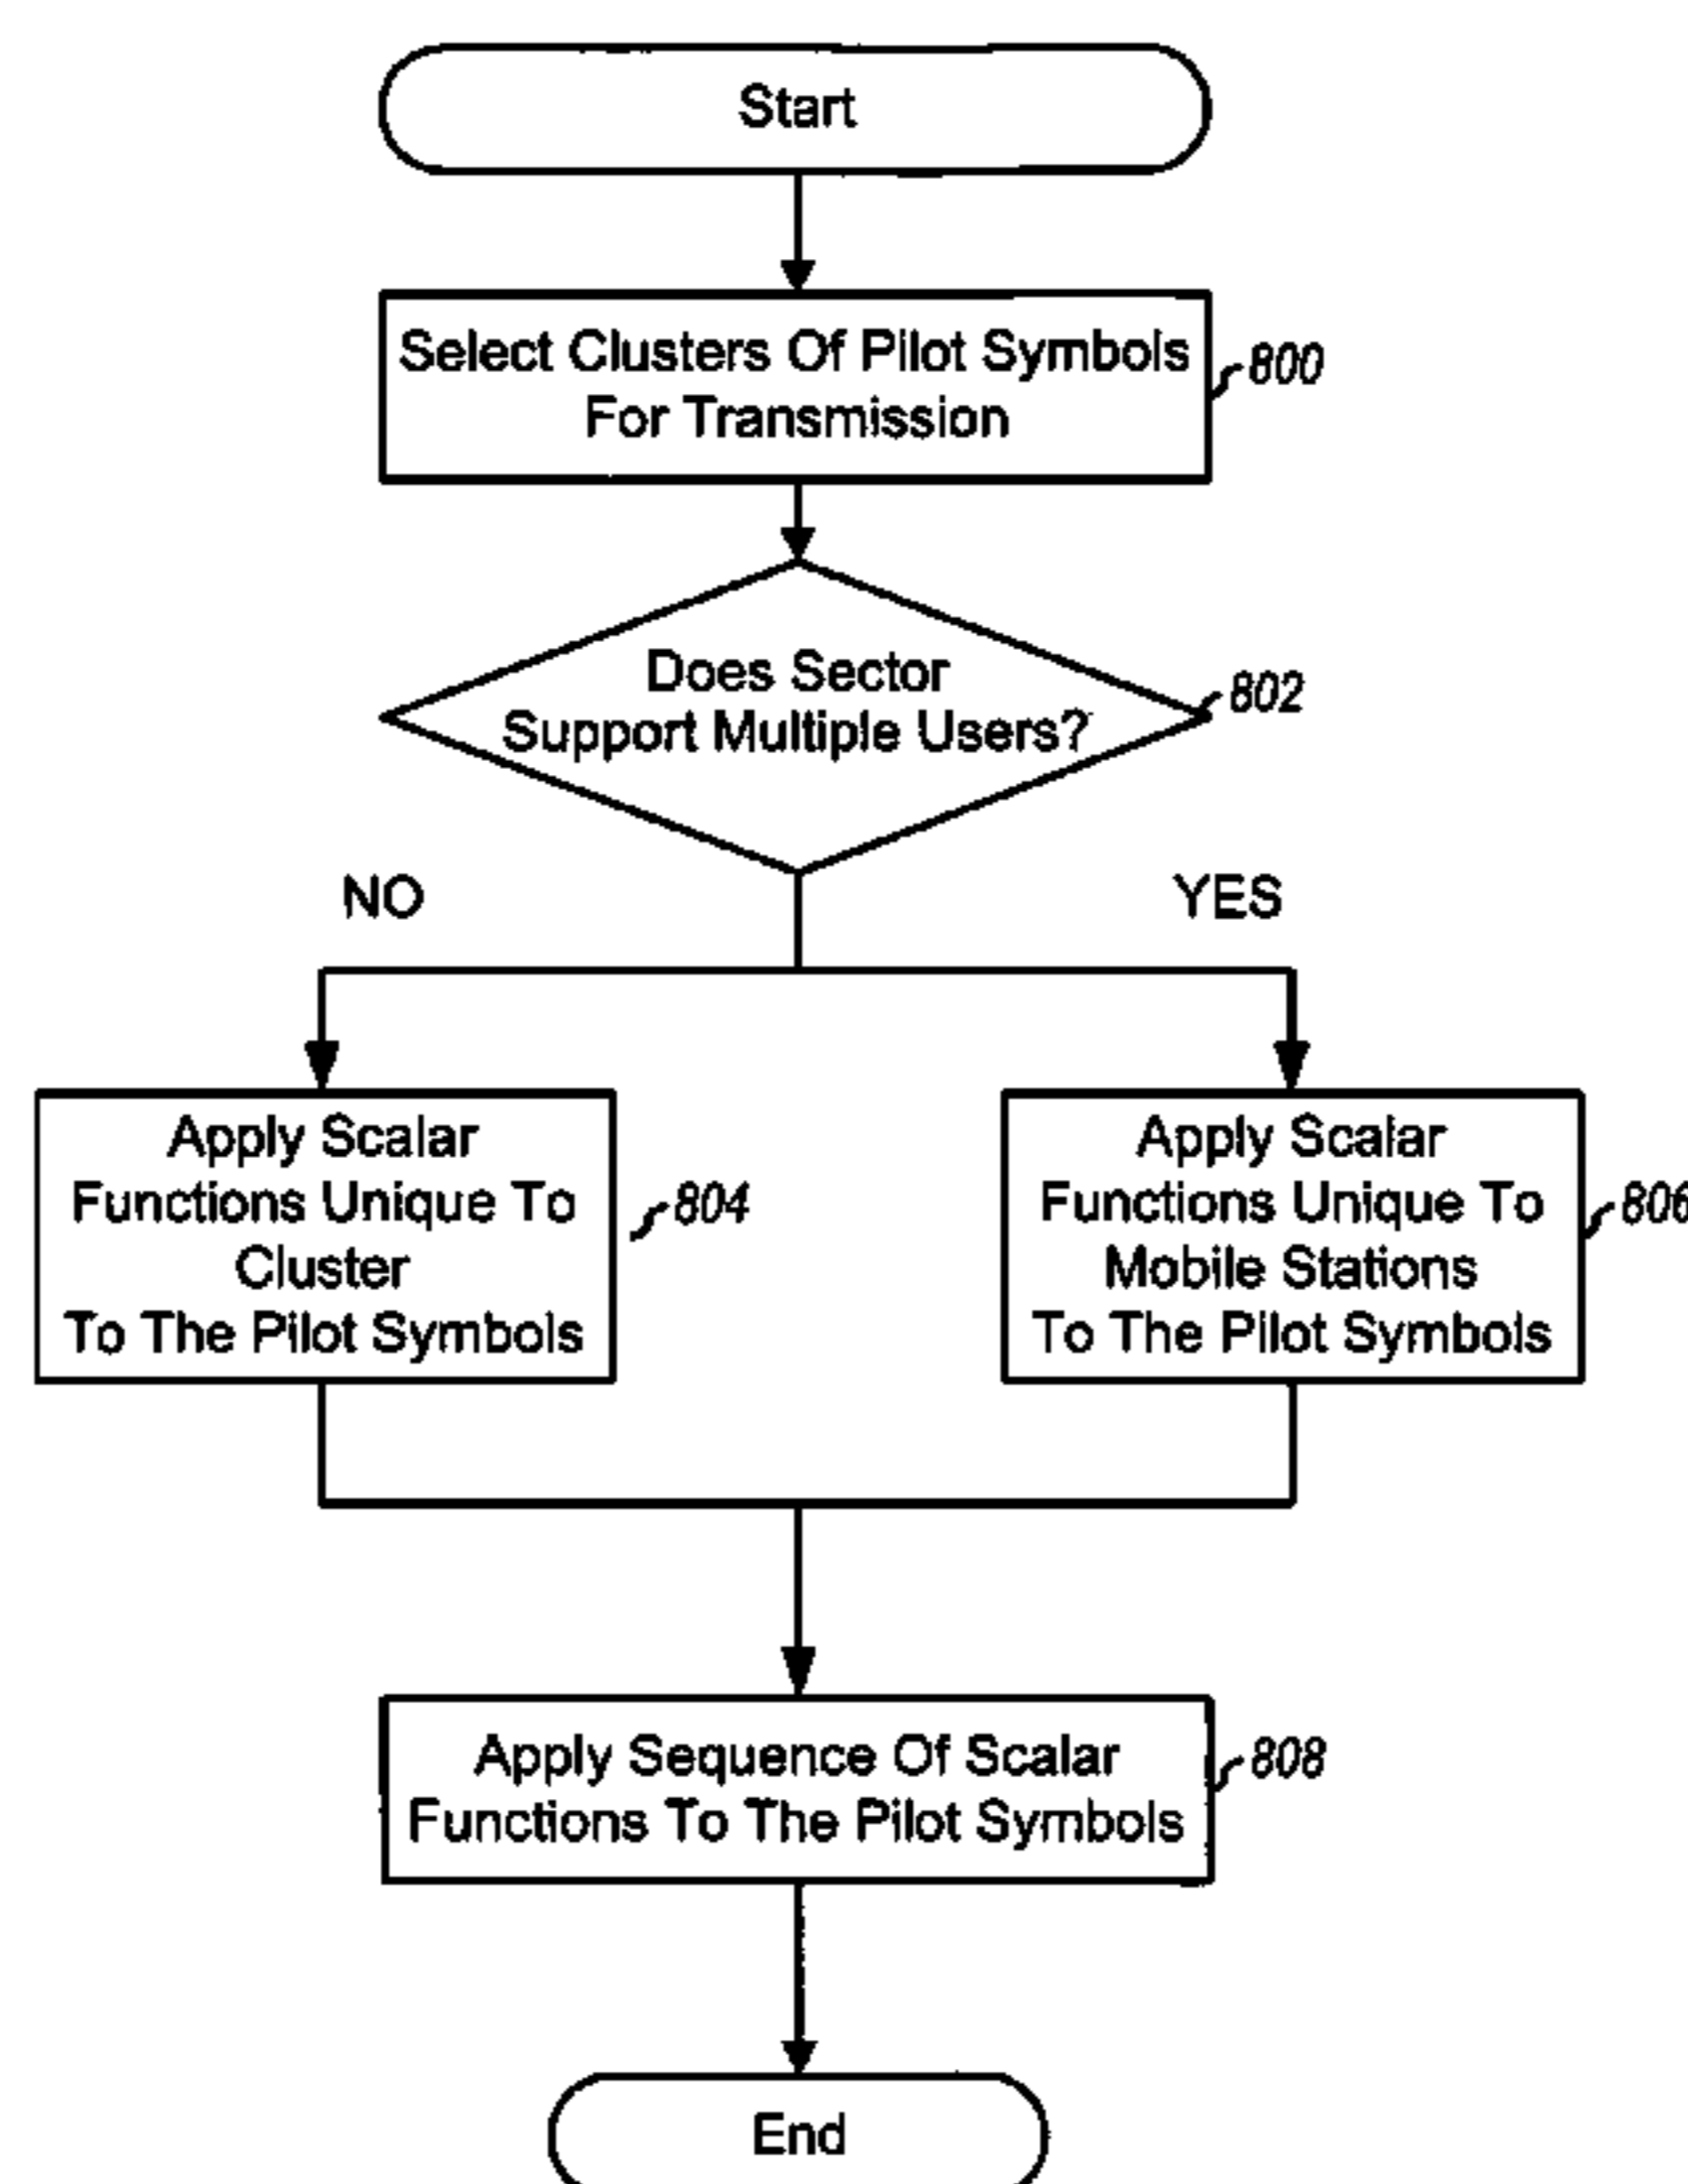 Start
Select Clusters Of Pilot Symbols
For Transmission
800
Does Sector
Support Multiple Users?
802
NO
YES
Apply Scalar
Functions Unique To
Cluster
To The Pilot Symbols
804
Apply Scalar
Functions Unique To
Mobile Stations
To The Pilot Symbols
806
Apply Sequence Of Scalar
Functions To The Pilot Symbols
808
End